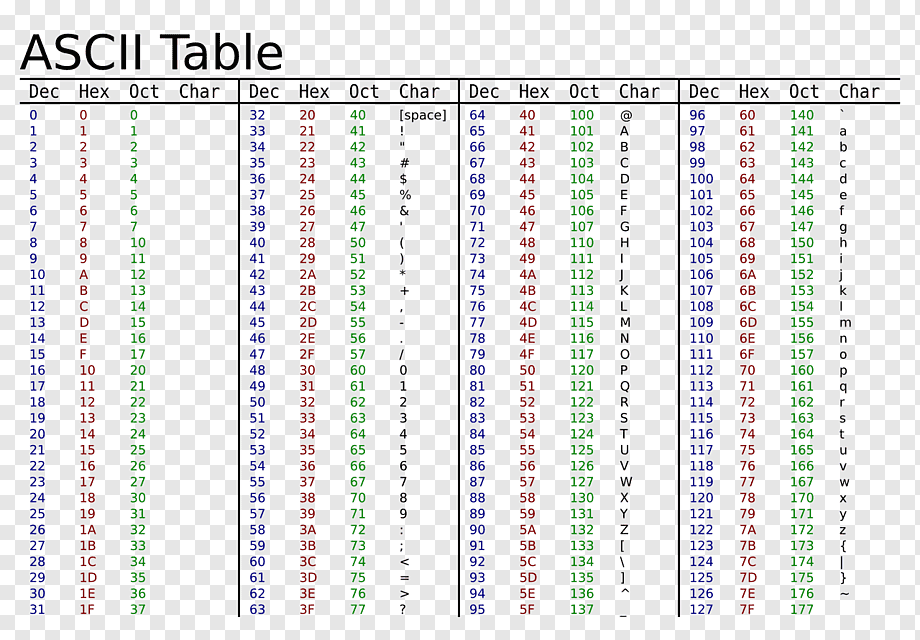 ASCII Table
Dec Hex Oct Char Dec Hex Oct Char Dec Hex Oct Char Dec Hex Oct Char
0 0 0 32 20 40 [space] 64 40 100 @ 96 60 140 `
1 1 1 33 21 41 ! 65 41 101 A 97 61 141 a
2 2 2 34 22 42 " 66 42 102 B 98 62 142 b
3 3 3 35 23 43 # 67 43 103 C 99 63 143 c
4 4 4 36 24 44 $ 68 44 104 D 100 64 144 d
5 5 5 37 25 45 % 69 45 105 E 101 65 145 e
6 6 6 38 26 46 & 70 46 106 F 102 66 146 f
7 7 7 39 27 47 ' 71 47 107 G 103 67 147 g
8 8 10 40 28 50 ( 72 48 110 H 104 68 150 h
9 9 11 41 29 51 ) 73 49 111 I 105 69 151 i
10 A 12 42 2A 52 * 74 4A 112 J 106 6A 152 j
11 B 13 43 2B 53 + 75 4B 113 K 107 6B 153 k
12 C 14 44 2C 54 , 76 4C 114 L 108 6C 154 l
13 D 15 45 2D 55 - 77 4D 115 M 109 6D 155 m
14 E 16 46 2E 56 . 78 4E 116 N 110 6E 156 n
15 F 17 47 2F 57 / 79 4F 117 O 111 6F 157 o
16 10 20 48 30 60 0 80 50 120 P 112 70 160 p
17 11 21 49 31 61 1 81 51 121 Q 113 71 161 q
18 12 22 50 32 62 2 82 52 122 R 114 72 162 r
19 13 23 51 33 63 3 83 53 123 S 115 73 163 s
20 14 24 52 34 64 4 84 54 124 T 116 74 164 t
21 15 25 53 35 65 5 85 55 125 U 117 75 165 u
22 16 26 54 36 66 6 86 56 126 V 118 76 166 v
23 17 27 55 37 67 7 87 57 127 W 119 77 167 w
24 18 30 56 38 70 8 88 58 130 X 120 78 170 x
25 19 31 57 39 71 9 89 59 131 Y 121 79 171 y
26 1A 32 58 3A 72 : 90 5A 132 Z 122 7A 172 z
27 1B 33 59 3B 73 ; 91 5B 133 [ 123 7B 173 {
28 1C 34 60 3C 74 < 92 5C 134 \ 124 7C 174 |
29 1D 35 61 3D 75 = 93 5D 135 ] 125 7D 175 }
30 1E 36 62 3E 76 > 94 5E 136 ^ 126 7E 176 ~
31 1F 37 63 3F 77 ? 95 5F 137 _ 127 7F 177